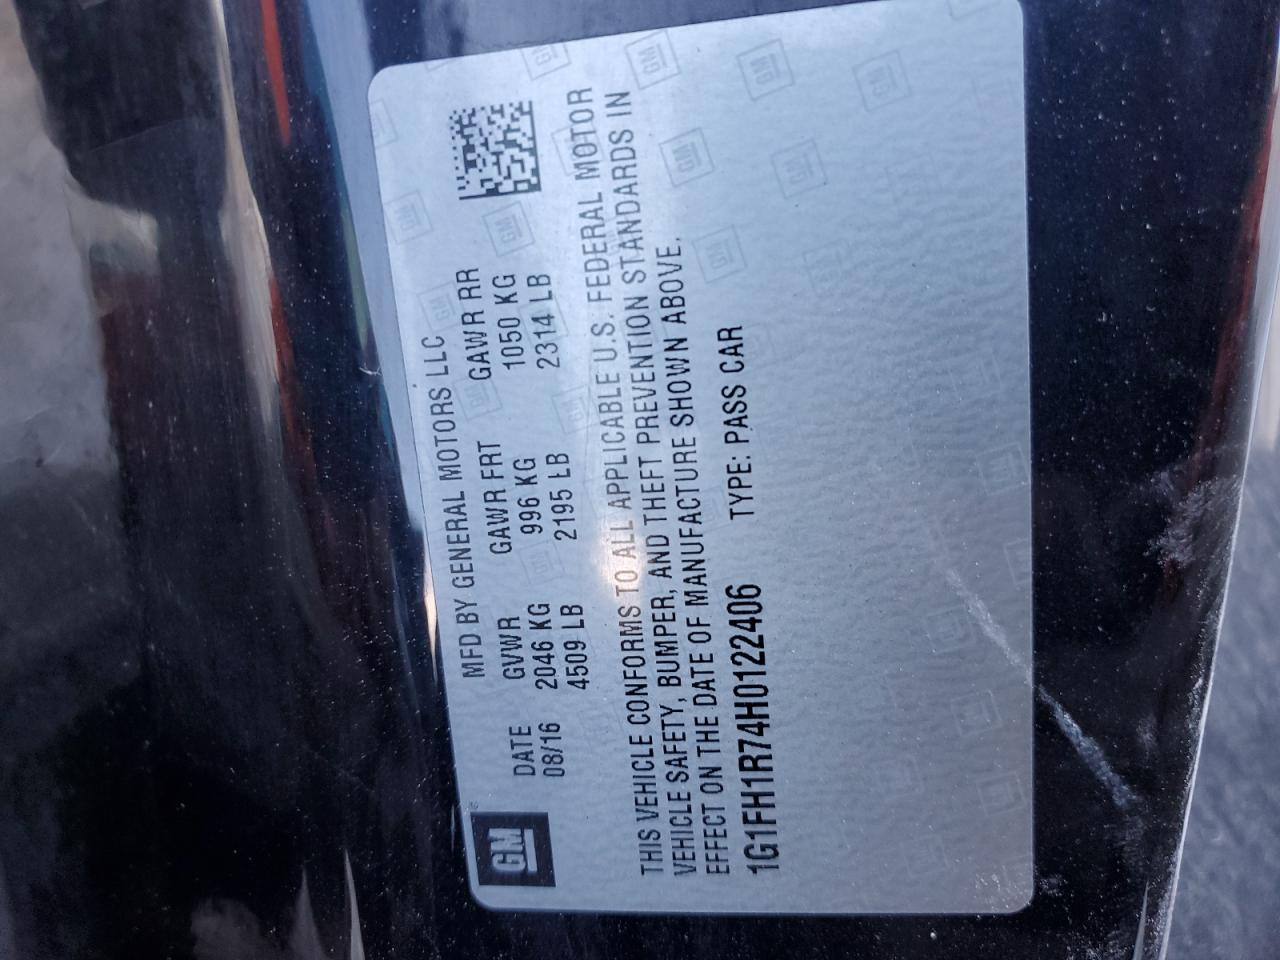 GM
MFD BY GENERAL MOTORS LLC
DATE GVWR GAWR FRT GAWR RR
08/16 2046 KG 996 KG 1050 KG
4509 LB 2195 LB 2314 LB
THIS VEHICLE CONFORMS TO ALL APPLICABLE U.S. FEDERAL MOTOR
VEHICLE SAFETY, BUMPER, AND THEFT PREVENTION STANDARDS IN
EFFECT ON THE DATE OF MANUFACTURE SHOWN ABOVE.
1G1FH1R74H0122406 TYPE: PASS CAR